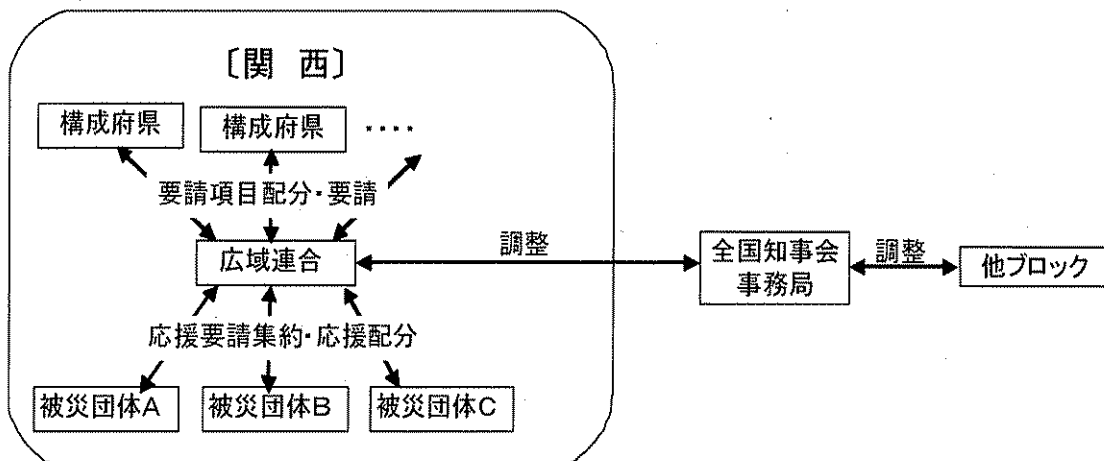 〔関 西〕
構成府県
構成府県
‥‥
要請項目配分・要請
広域連合
調整
全国知事会
事務局
調整
他ブロック
応援要請集約・応援配分
被災団体A
被災団体B
被災団体C